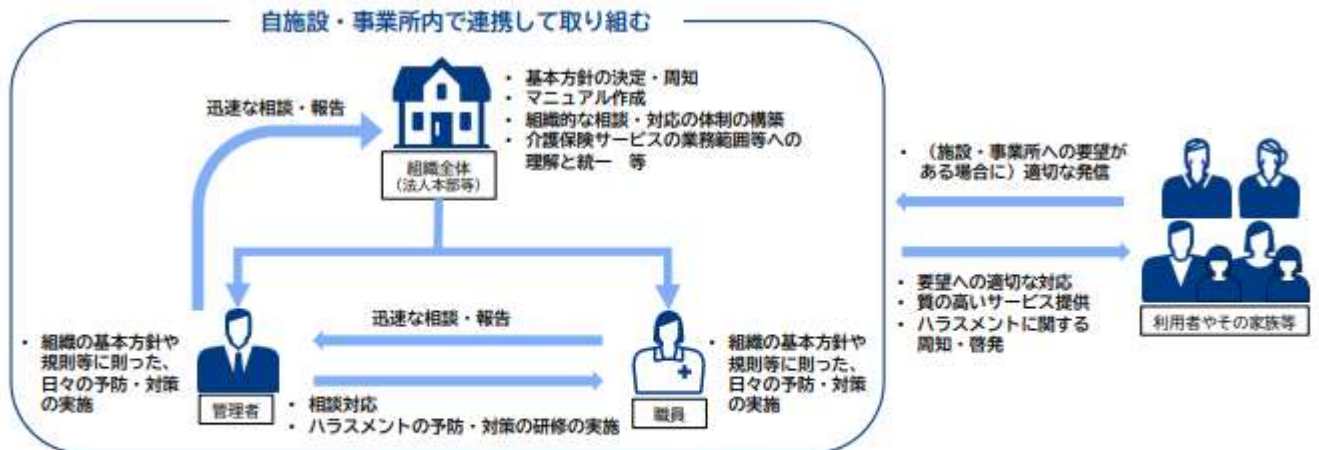 自施設・事業所内で連携して取り組む
迅速な相談・報告
・ 基本方針の決定・周知
・ マニュアル作成
・ 組織的な相談・対応の体制の構築
・ 介護保険サービスの業務範囲等への
理解と統一　等
組織全体
（法人本部等）
・ （施設・事業所への要望が
ある場合に）適切な発信
・ 要望への適切な対応
・ 質の高いサービス提供
・ ハラスメントに関する
周知・啓発
利用者やその家族等
・ 組織の基本方針や
規則等に則った、
日々の予防・対策
の実施
管理者
迅速な相談・報告
・ 相談対応
・ ハラスメントの予防・対策の研修の実施
職員
・ 組織の基本方針や
規則等に則った、
日々の予防・対策
の実施